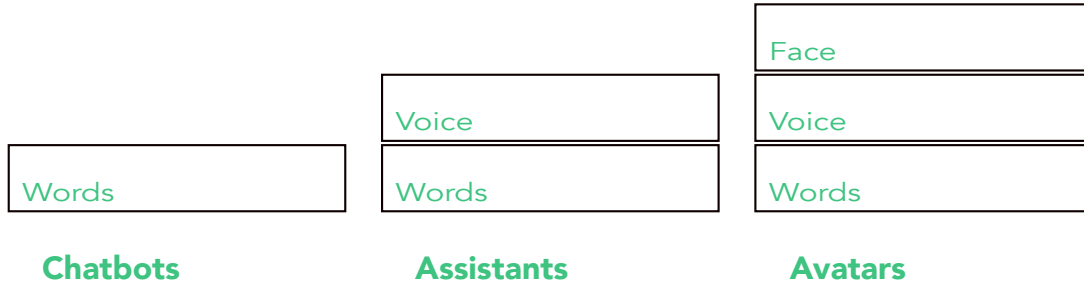 Face
Voice
Voice
Words
Words
Words
Chatbots
Assistants
Avatars